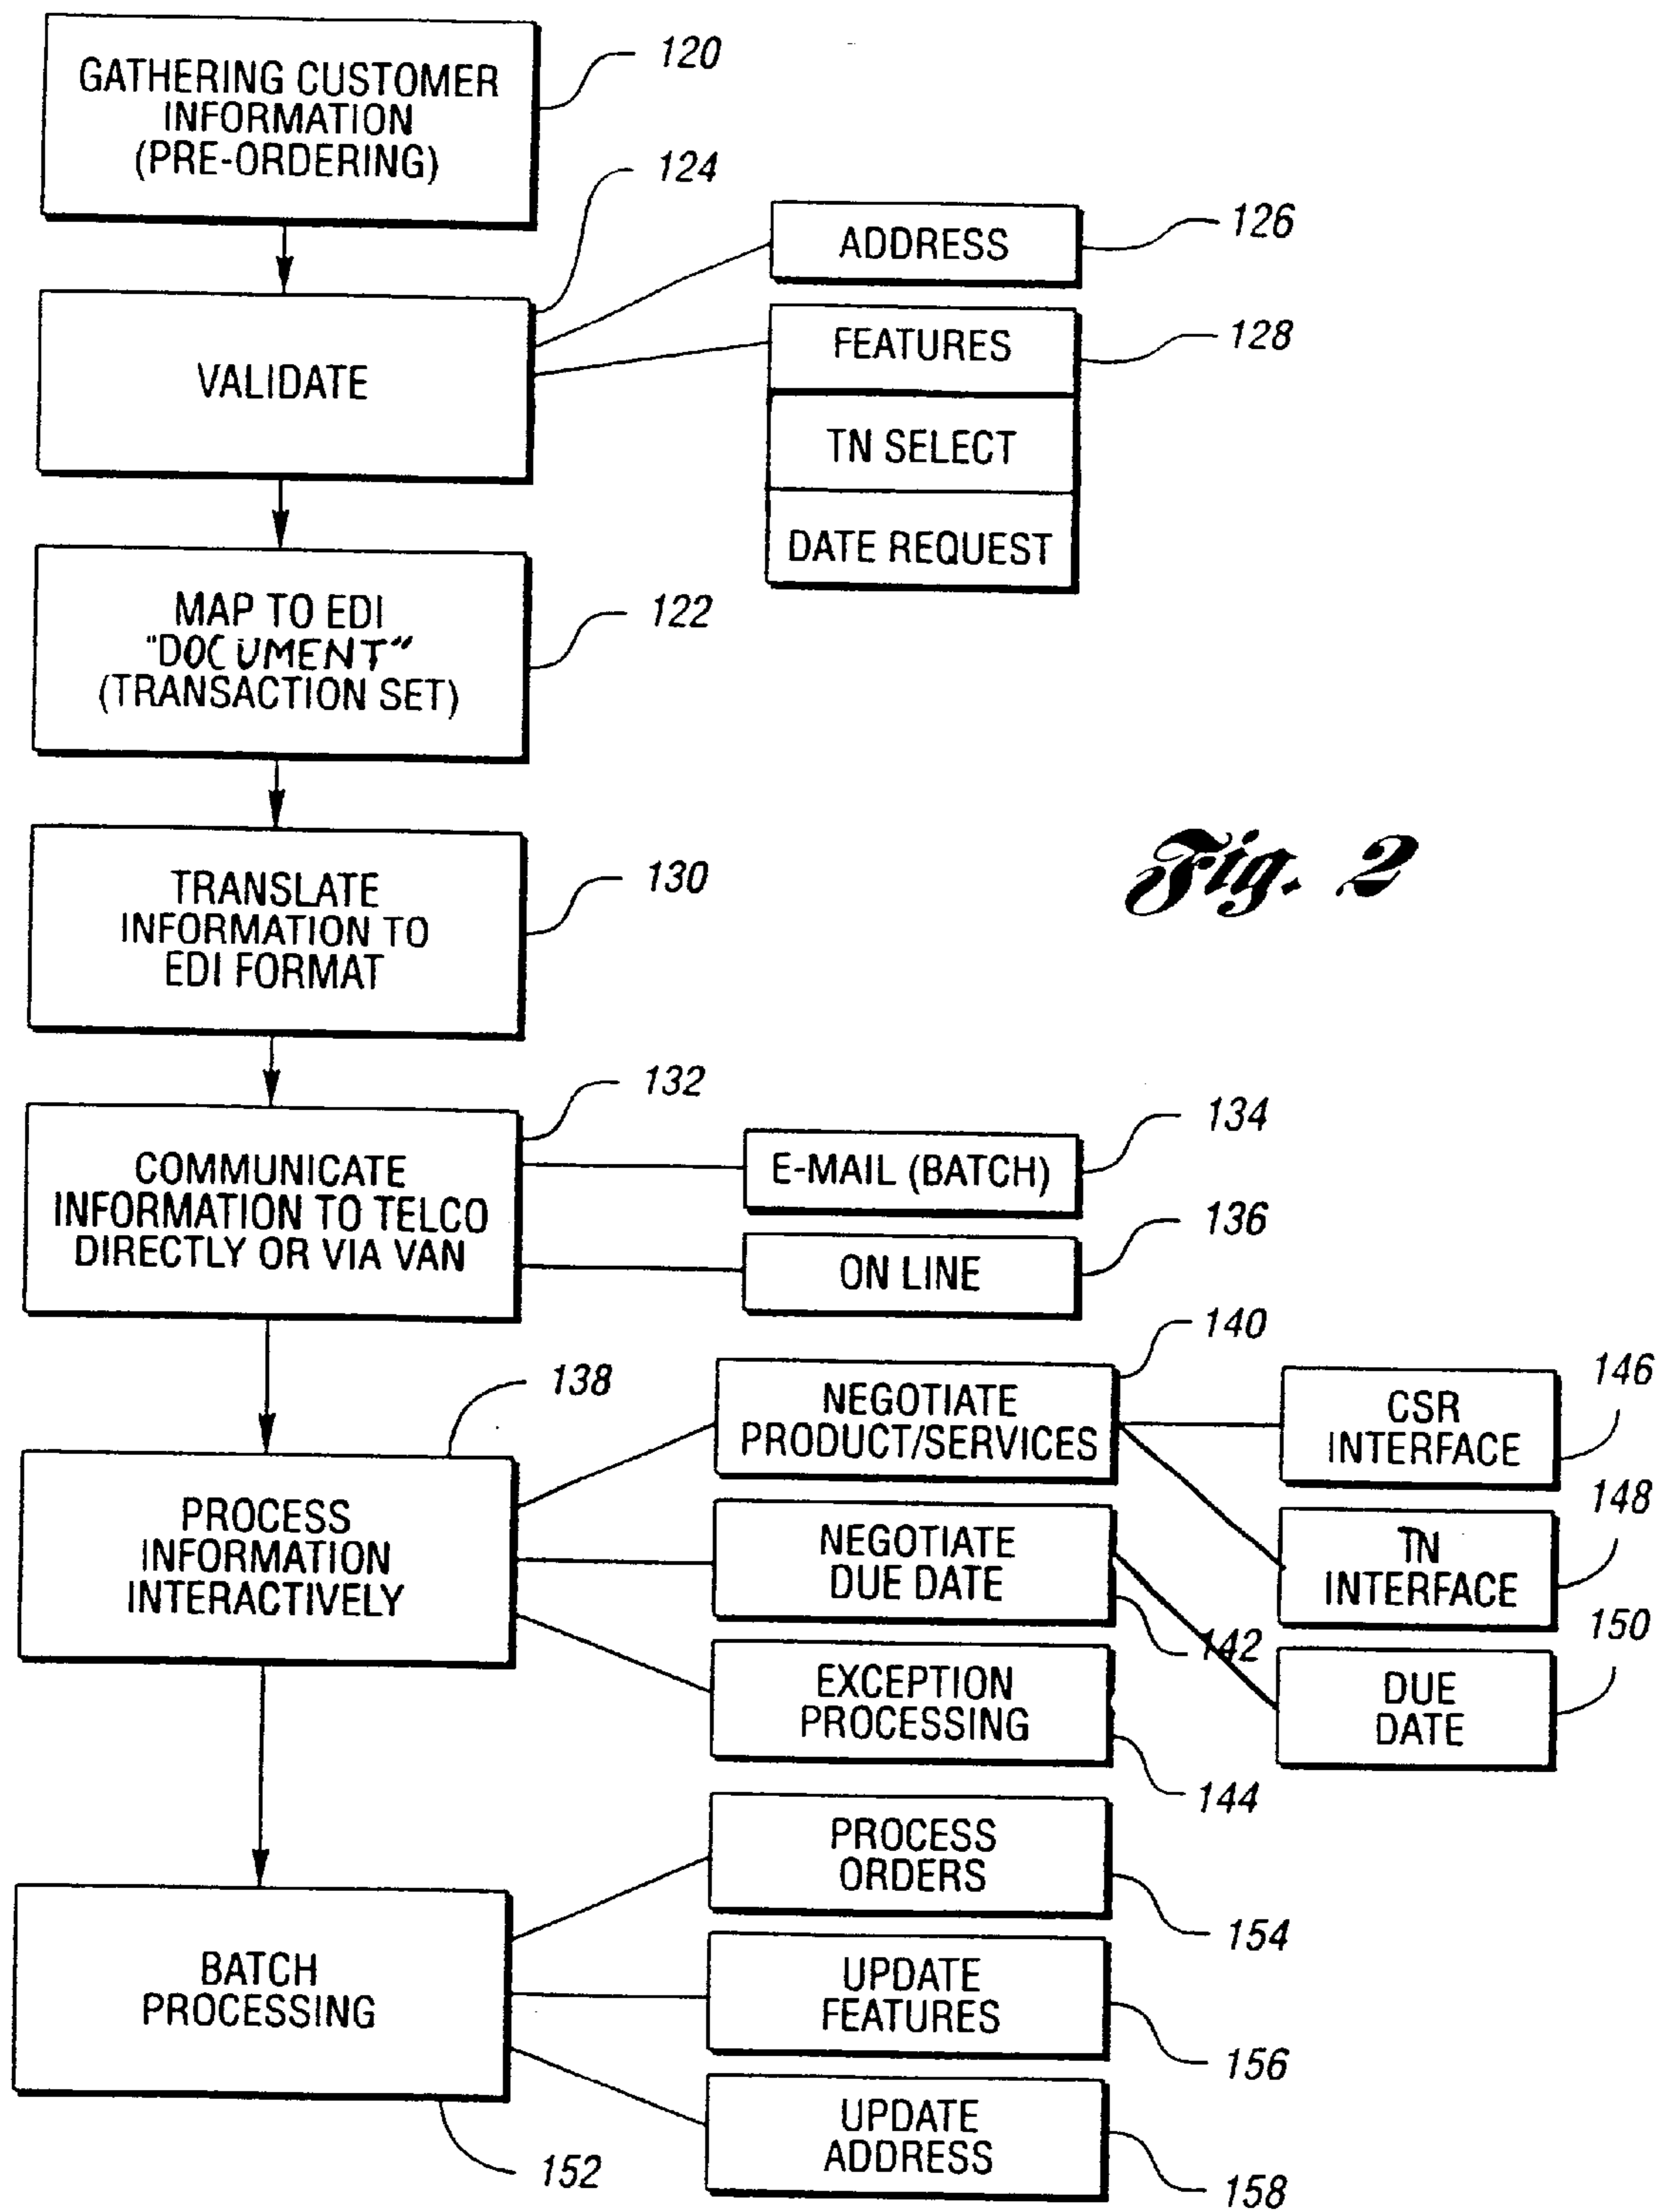 GATHERING CUSTOMER
INFORMATION
(PRE-ORDERING)
120
124
VALIDATE
ADDRESS
126
FEATURES
128
TN SELECT
DATE REQUEST
MAP TO EDI
"DOCUMENT"
(TRANSACTION SET)
122
TRANSLATE
INFORMATION TO
EDI FORMAT
130
Fig. 2
COMMUNICATE
INFORMATION TO TELCO
DIRECTLY OR VIA VAN
132
E-MAIL (BATCH)
134
ON LINE
136
PROCESS
INFORMATION
INTERACTIVELY
138
NEGOTIATE
PRODUCT/SERVICES
140
CSR
INTERFACE
146
NEGOTIATE
DUE DATE
142
TN
INTERFACE
148
EXCEPTION
PROCESSING
144
DUE
DATE
150
BATCH
PROCESSING
152
PROCESS
ORDERS
154
UPDATE
FEATURES
156
UPDATE
ADDRESS
158